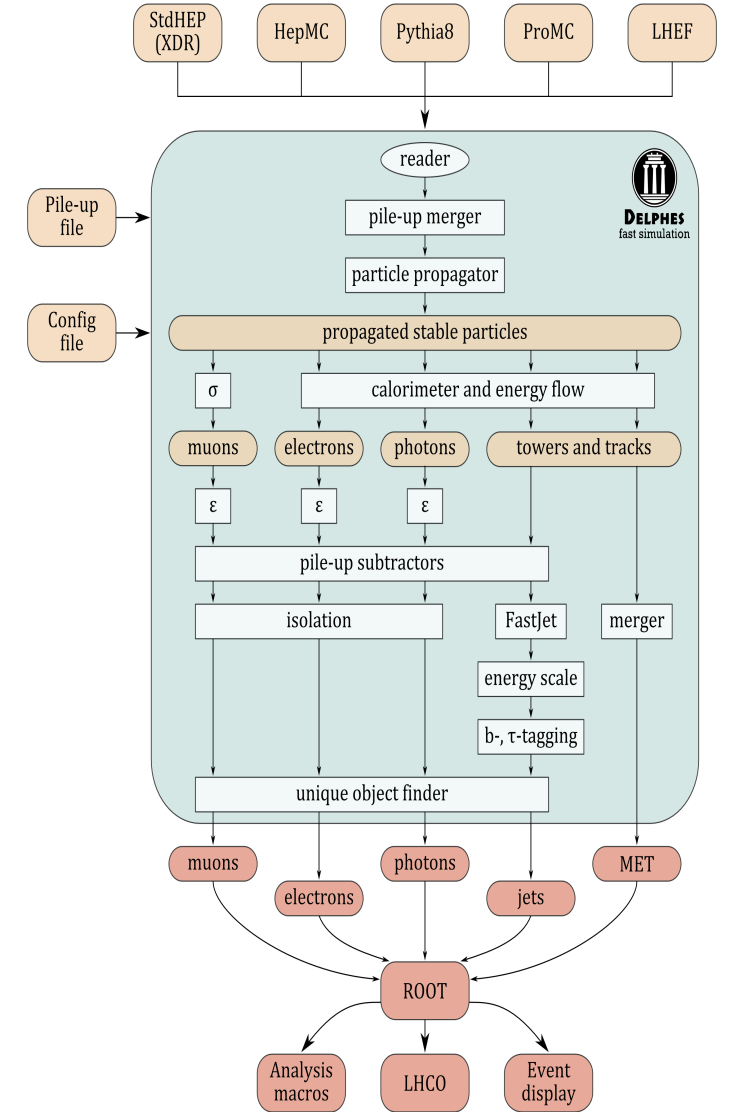 StdHEP
(XDR)
HepMC
Pythia8
ProMC
LHEF
reader
DELPHES
fast simulation
Pile-up
file
pile-up merger
particle propagator
Config
file
propagated stable particles
σ
calorimeter and energy flow
muons
electrons
photons
towers and tracks
ε
ε
ε
pile-up subtractors
isolation
FastJet
merger
energy scale
b-, τ-tagging
unique object finder
muons
electrons
photons
jets
MET
ROOT
Analysis
macros
LHCO
Event
display